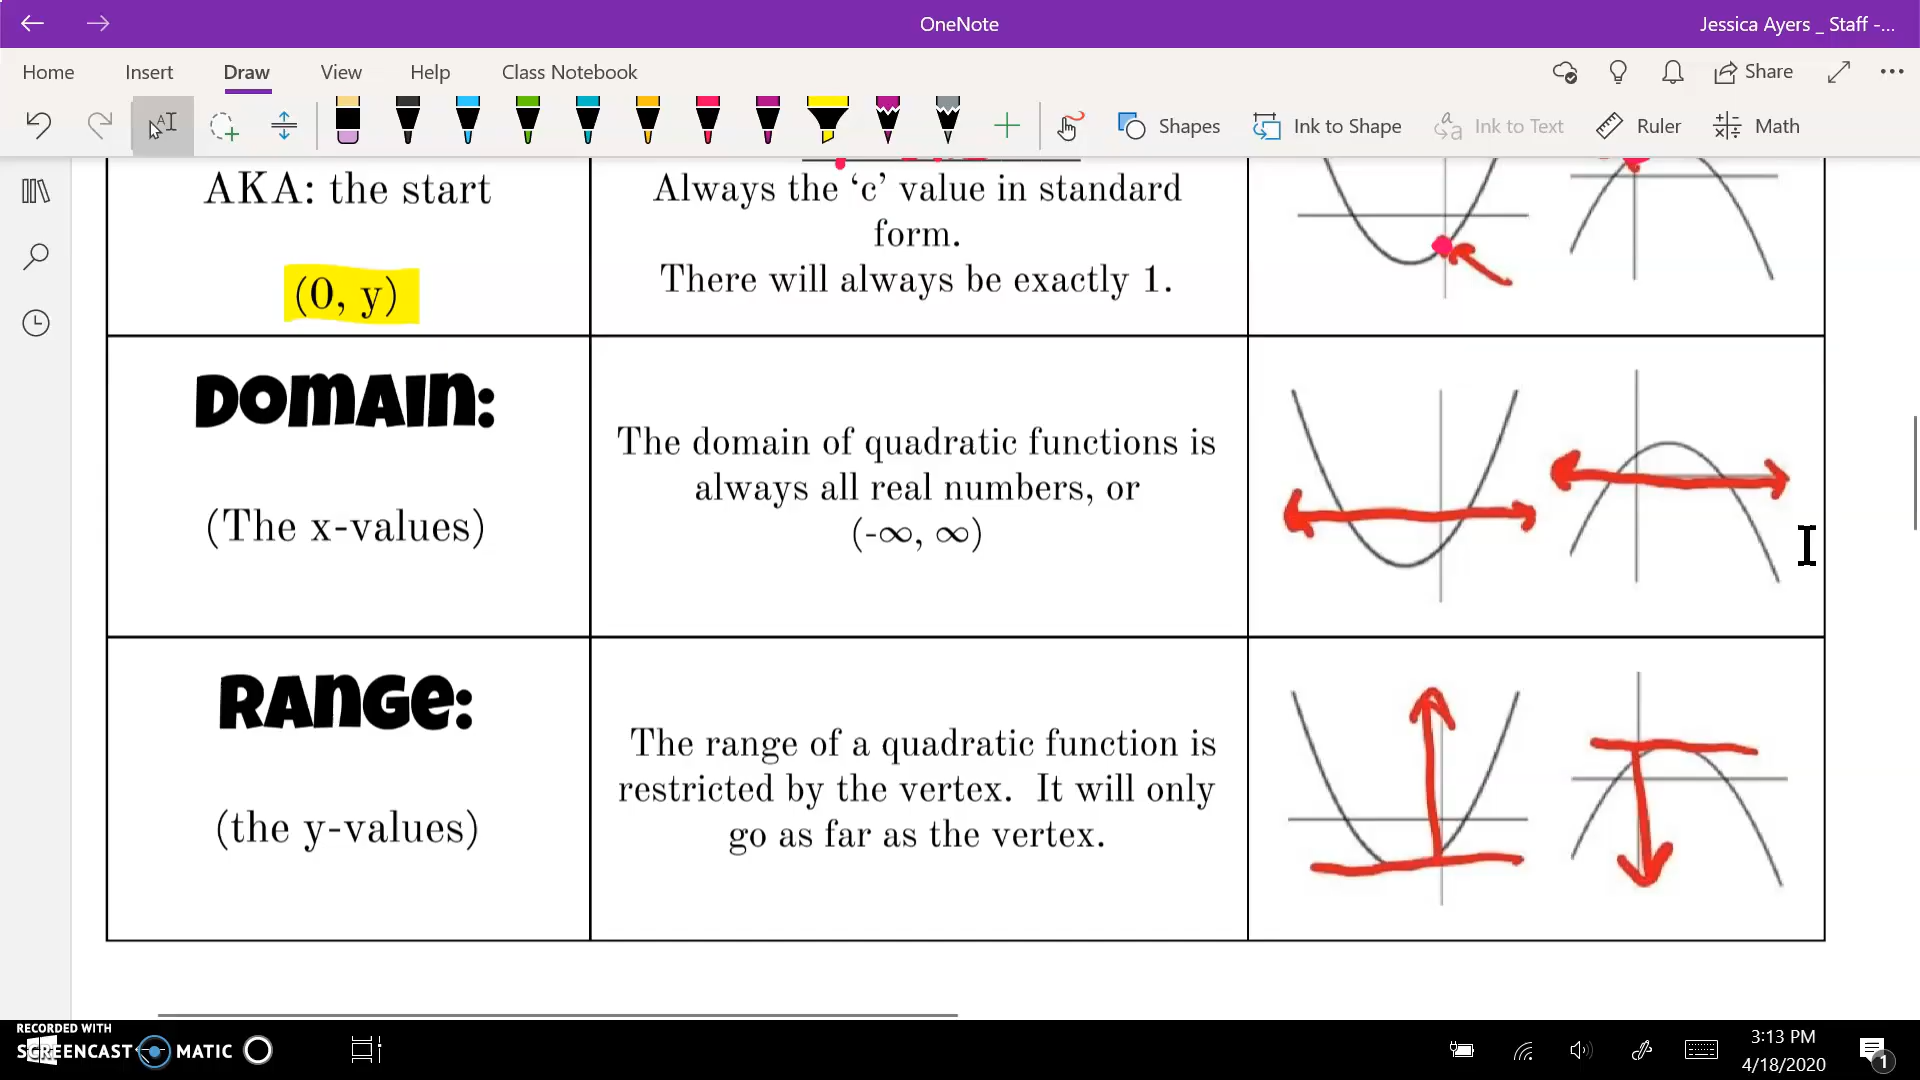 OneNote
Jessica Ayers _ Staff -...
Home Insert Draw View Help Class Notebook
Share
Shapes Ink to Shape Ink to Text Ruler Math
AKA: the start
(0, y)
Always the ‘c’ value in standard
form.
There will always be exactly 1.
Domain:
(The x-values)
The domain of quadratic functions is
always all real numbers, or
(-∞, ∞)
Range:
(the y-values)
The range of a quadratic function is
restricted by the vertex. It will only
go as far as the vertex.
RECORDED WITH
SCREENCAST MATIC
3:13 PM
4/18/2020
1